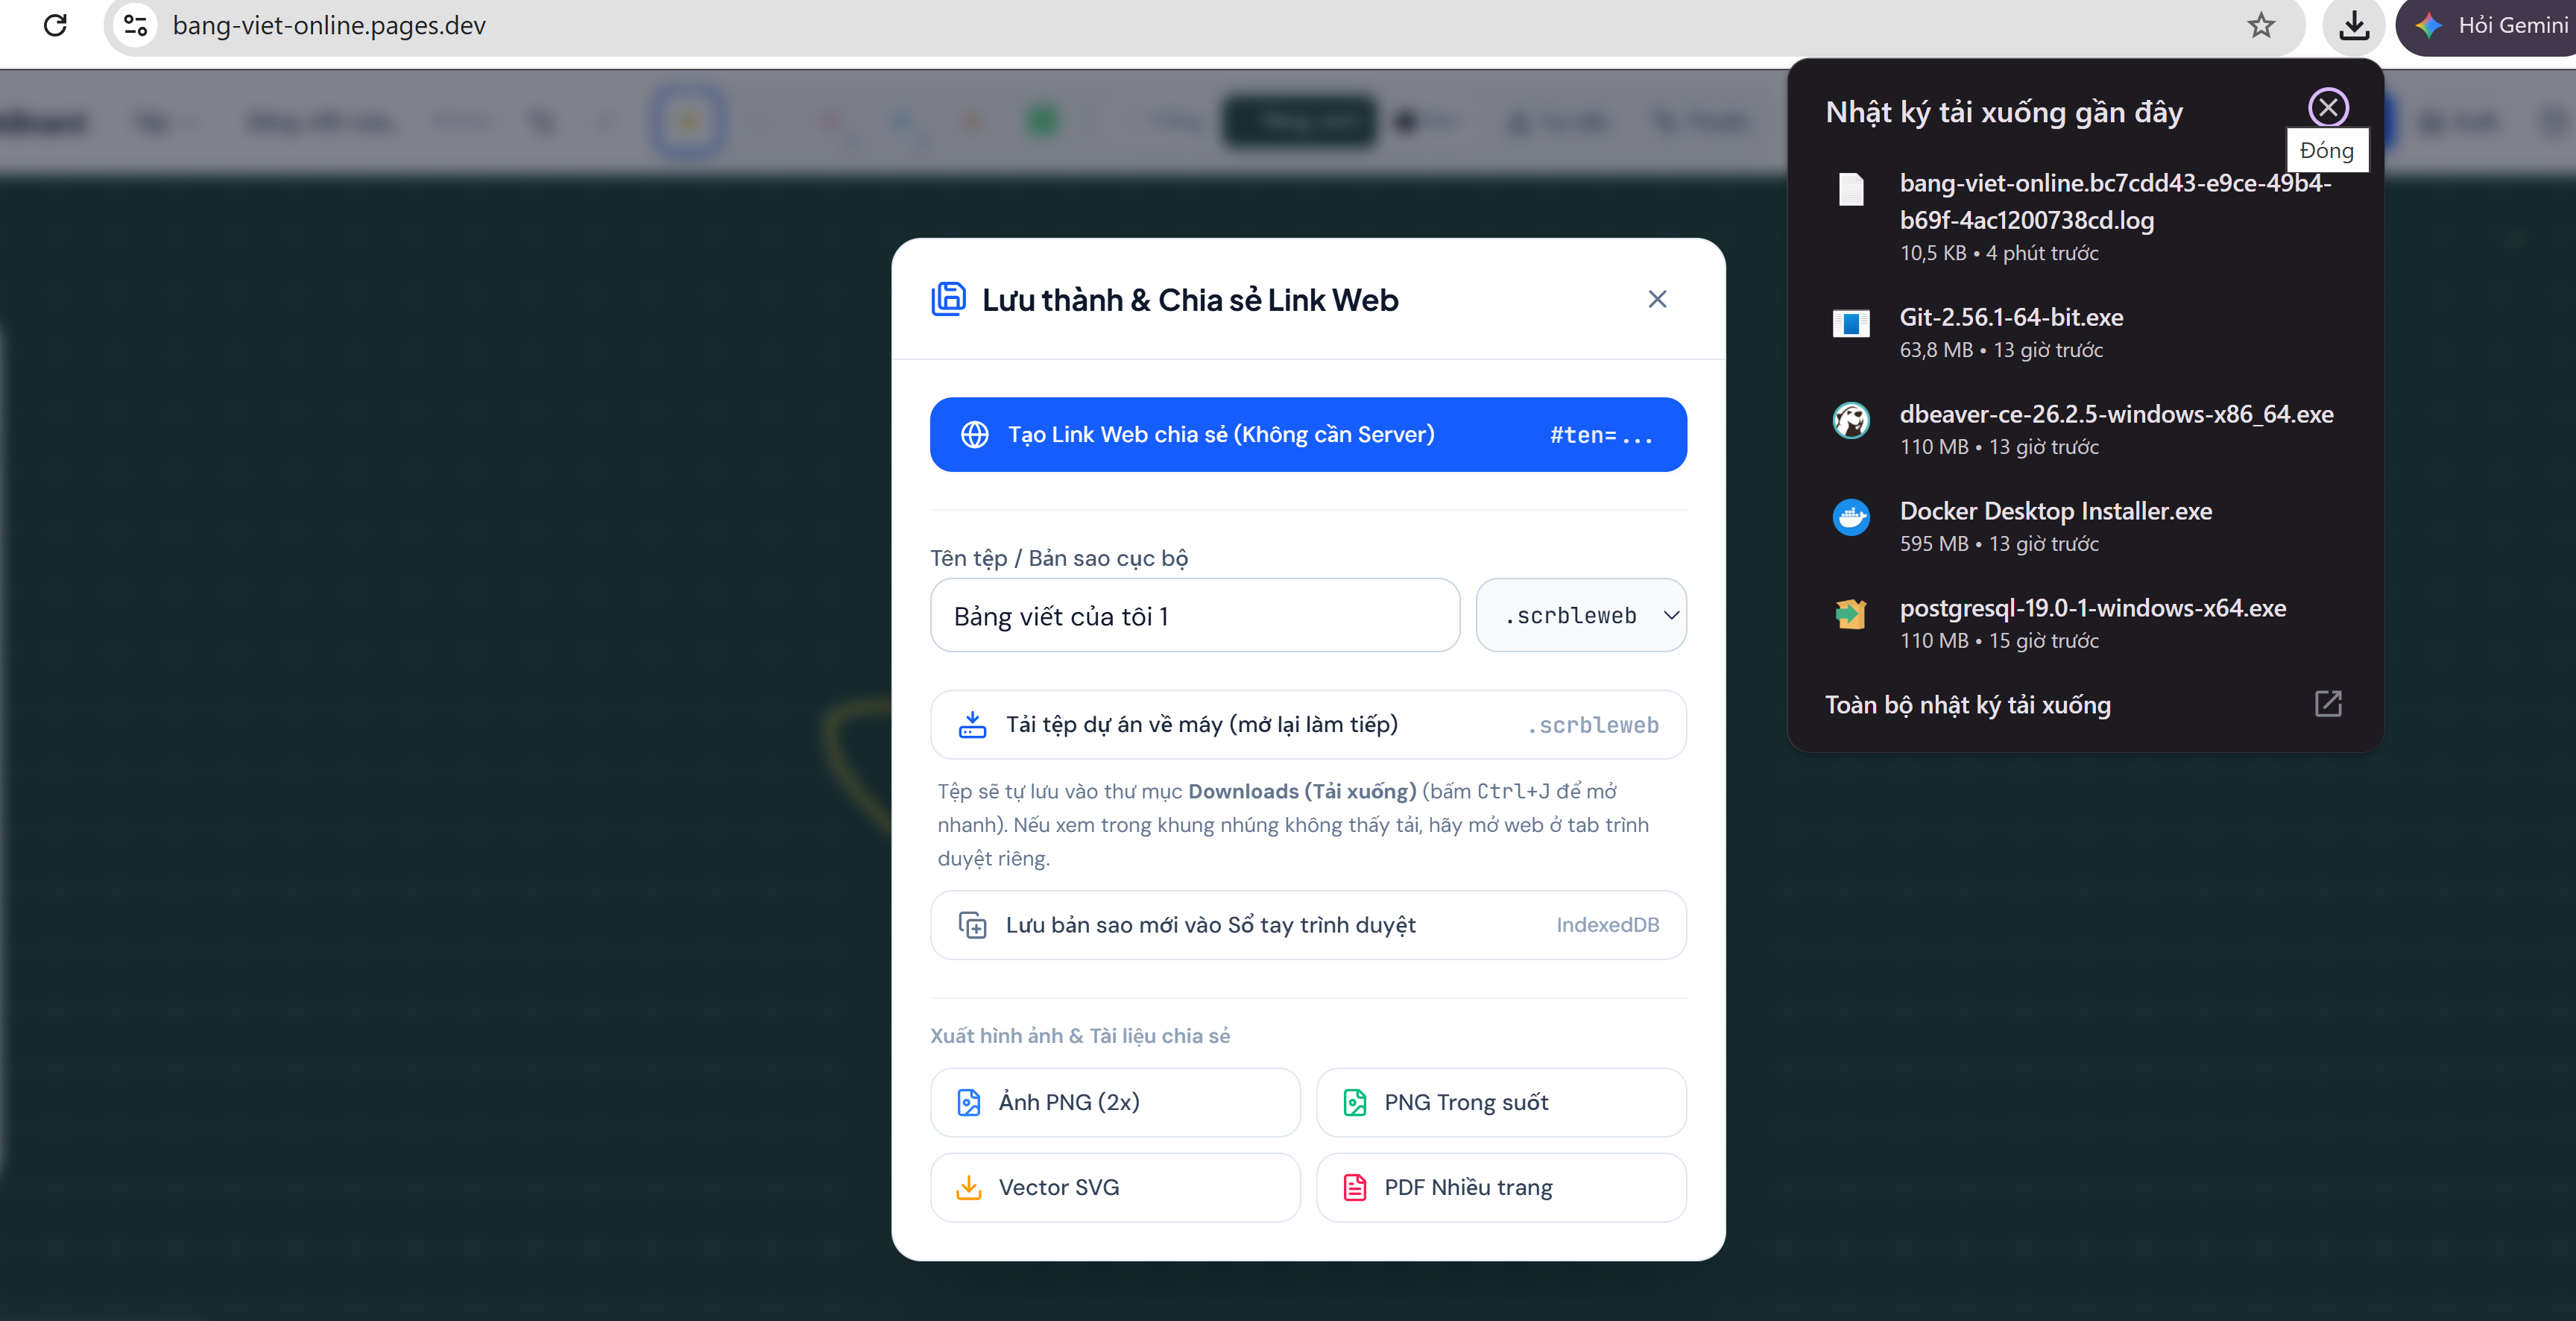 bang-viet-online.pages.dev
Hỏi Gemini
Nhật ký tải xuống gần đây
Đóng
bang-viet-online.bc7cdd43-e9ce-49b4-
b69f-4ac1200738cd.log
10,5 KB • 4 phút trước
Git-2.56.1-64-bit.exe
63,8 MB • 13 giờ trước
dbeaver-ce-26.2.5-windows-x86_64.exe
110 MB • 13 giờ trước
Docker Desktop Installer.exe
595 MB • 13 giờ trước
postgresql-19.0-1-windows-x64.exe
110 MB • 15 giờ trước
Toàn bộ nhật ký tải xuống
Lưu thành & Chia sẻ Link Web
Tạo Link Web chia sẻ (Không cần Server) #ten=...
Tên tệp / Bản sao cục bộ
Bảng viết của tôi 1 .scrbleweb
Tải tệp dự án về máy (mở lại làm tiếp) .scrbleweb
Tệp sẽ tự lưu vào thư mục Downloads (Tải xuống) (bấm Ctrl+J để mở
nhanh). Nếu xem trong khung nhúng không thấy tải, hãy mở web ở tab trình
duyệt riêng.
Lưu bản sao mới vào Sổ tay trình duyệt IndexedDB
Xuất hình ảnh & Tài liệu chia sẻ
Ảnh PNG (2x) PNG Trong suốt
Vector SVG PDF Nhiều trang